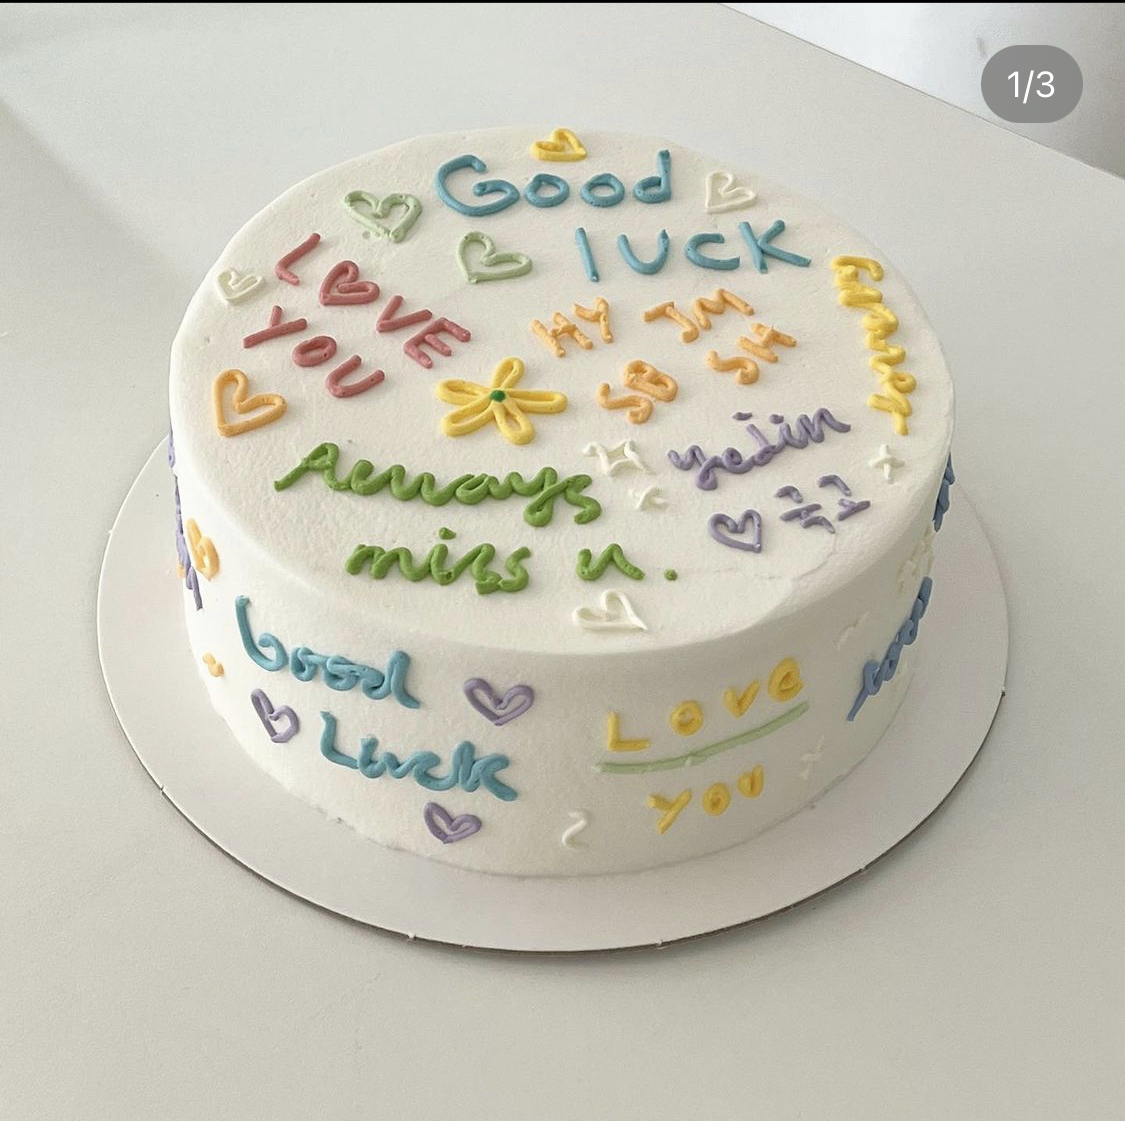 1/3
Good
luck
LOVE
YOU
HY JM
SB SH
yejin
Always
miss u.
Good
Luck
Love
you